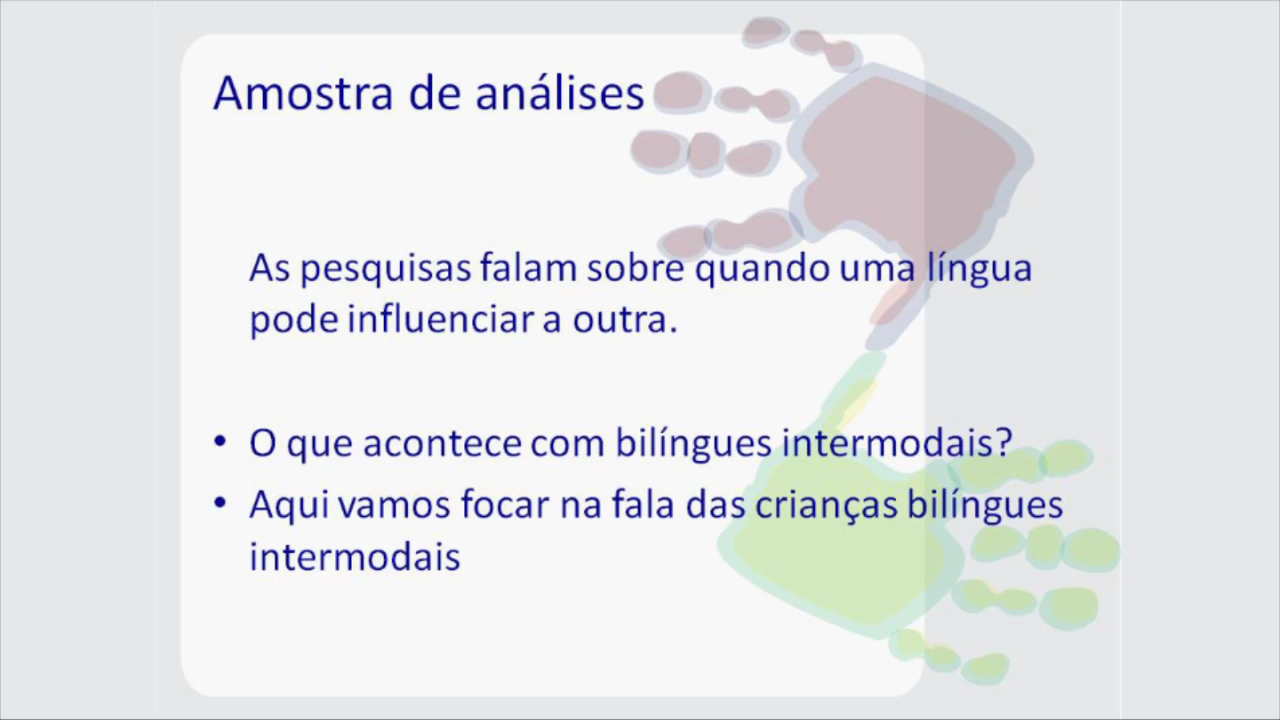 Amostra de análises
As pesquisas falam sobre quando uma língua
pode influenciar a outra.
• O que acontece com bilíngues intermodais?
• Aqui vamos focar na fala das crianças bilíngues
intermodais